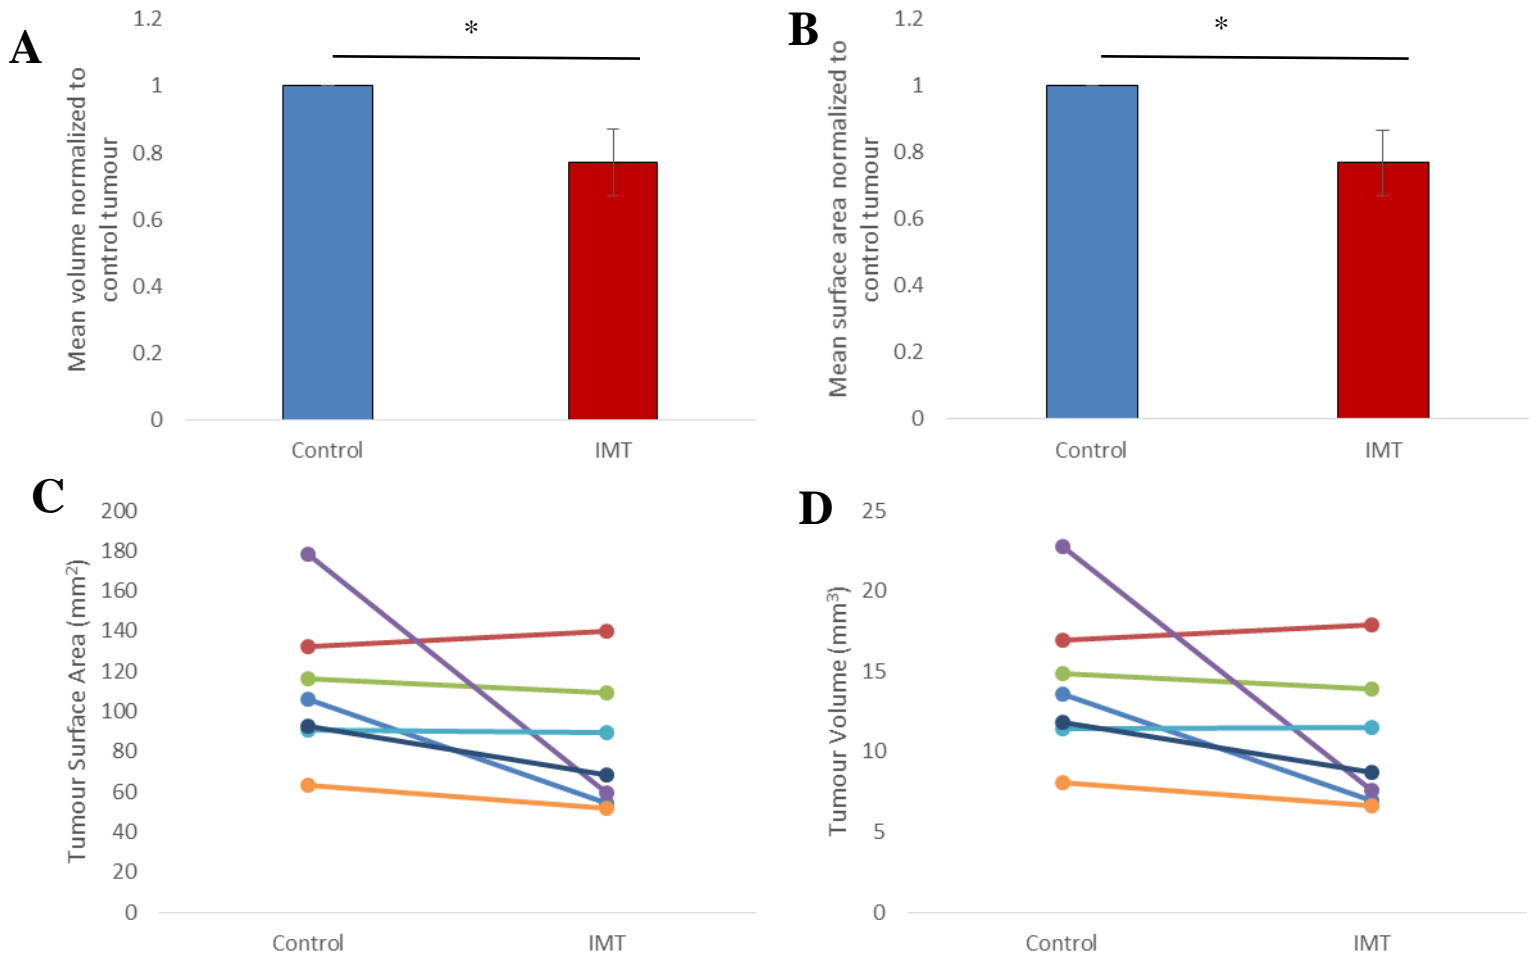 A
Mean volume normalized to
control tumour
1.2
1
0.8
0.6
0.4
0.2
0
*
Control
IMT
B
Mean surface area normalized to
control tumour
1.2
1
0.8
0.6
0.4
0.2
0
*
Control
IMT
C
Tumour Surface Area (mm²)
200
180
160
140
120
100
80
60
40
20
0
Control
IMT
D
Tumour Volume (mm³)
25
20
15
10
5
0
Control
IMT